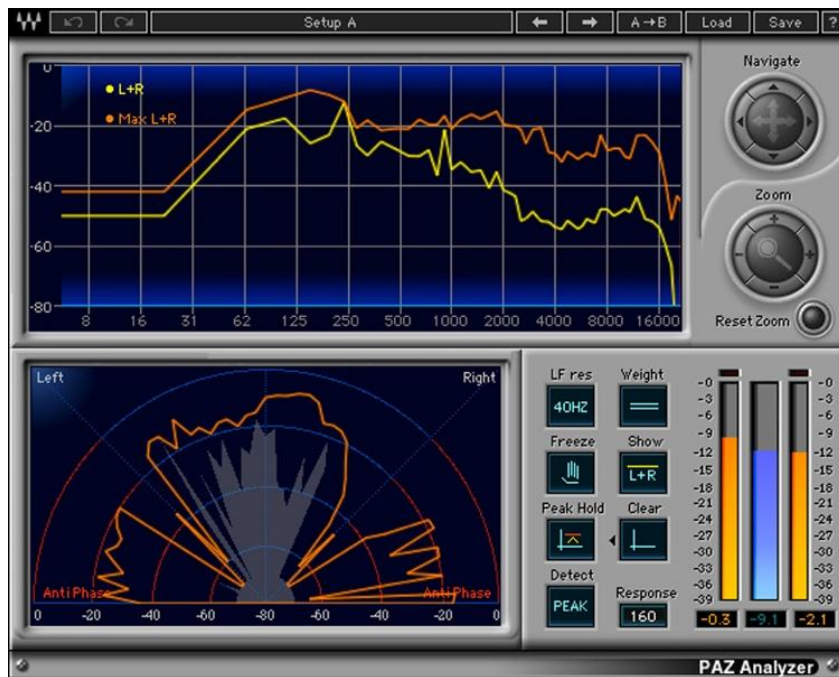 Setup A
A→B
Load
Save
?
Navigate
0
-20
-40
-60
-80
L+R
Max L+R
8 16 31 62 125 250 500 1000 2000 4000 8000 16000
Zoom
Reset Zoom
Left
Right
Anti Phase
Anti Phase
0 -20 -40 -60 -80 -60 -40 -20 0
LF res
Weight
40HZ
Freeze
Show
L+R
Peak Hold
Clear
Detect
Response
PEAK
160
-0 -0
-3 -3
-6 -6
-9 -9
-12 -12
-15 -15
-18 -18
-21 -21
-24 -24
-27 -27
-30 -30
-33 -33
-36 -36
-39 -39
-0.3 -9.1 -2.1
PAZ Analyzer